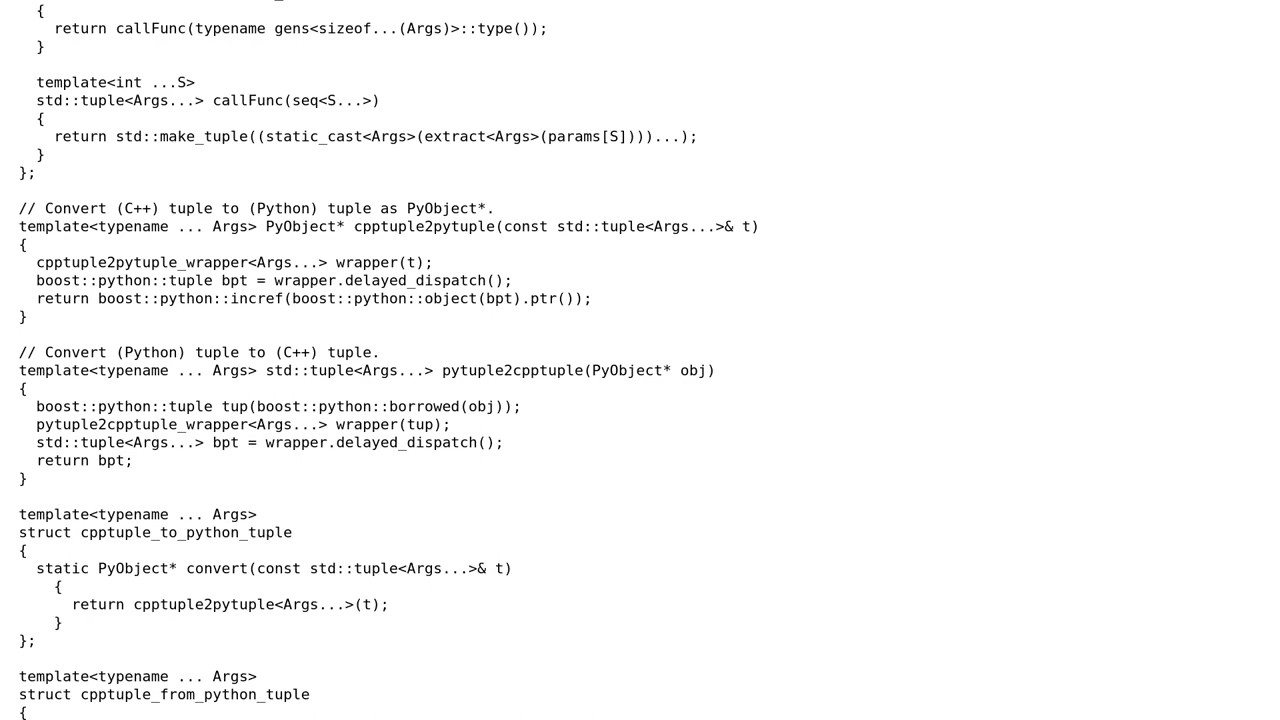 {
    return callFunc(typename gens<sizeof...(Args)>::type());
  }

  template<int ...S>
  std::tuple<Args...> callFunc(seq<S...>)
  {
    return std::make_tuple((static_cast<Args>(extract<Args>(params[S])))...);
  }
};

// Convert (C++) tuple to (Python) tuple as PyObject*.
template<typename ... Args> PyObject* cpptuple2pytuple(const std::tuple<Args...>& t)
{
  cpptuple2pytuple_wrapper<Args...> wrapper(t);
  boost::python::tuple bpt = wrapper.delayed_dispatch();
  return boost::python::incref(boost::python::object(bpt).ptr());
}

// Convert (Python) tuple to (C++) tuple.
template<typename ... Args> std::tuple<Args...> pytuple2cpptuple(PyObject* obj)
{
  boost::python::tuple tup(boost::python::borrowed(obj));
  pytuple2cpptuple_wrapper<Args...> wrapper(tup);
  std::tuple<Args...> bpt = wrapper.delayed_dispatch();
  return bpt;
}

template<typename ... Args>
struct cpptuple_to_python_tuple
{
  static PyObject* convert(const std::tuple<Args...>& t)
    {
      return cpptuple2pytuple<Args...>(t);
    }
};

template<typename ... Args>
struct cpptuple_from_python_tuple
{